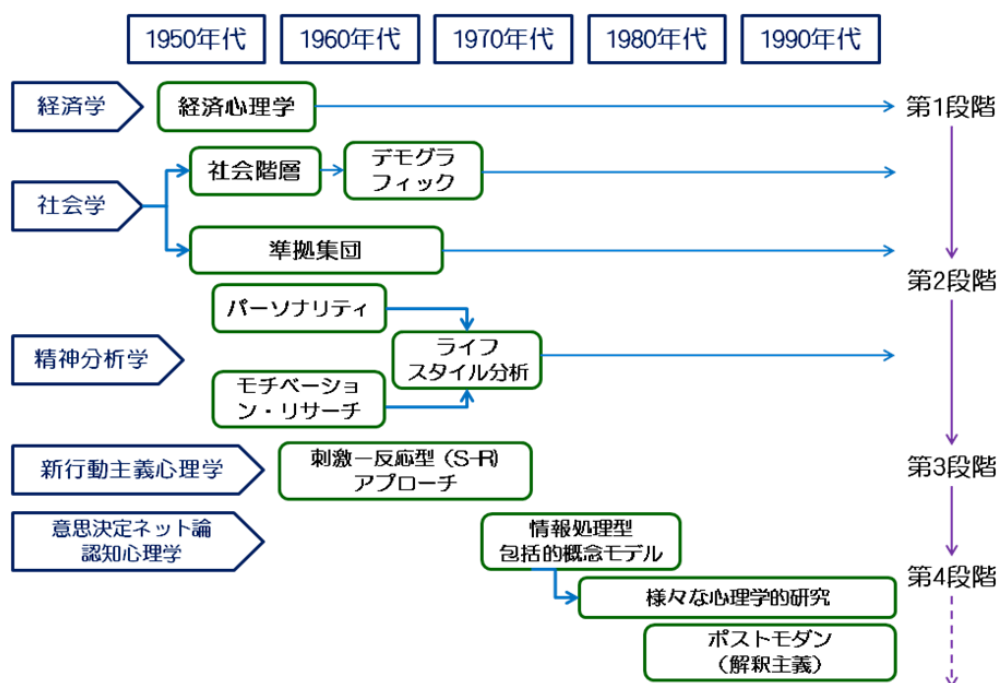 1950年代
1960年代
1970年代
1980年代
1990年代
経済学
経済心理学
第1段階
社会学
社会階層
デモグラ
フィック
準拠集団
第2段階
精神分析学
パーソナリティ
ライフ
スタイル分析
モチベーショ
ン・リサーチ
新行動主義心理学
刺激ー反応型（S-R）
アプローチ
第3段階
意思決定ネット論
認知心理学
情報処理型
包括的概念モデル
第4段階
様々な心理学的研究
ポストモダン
（解釈主義）